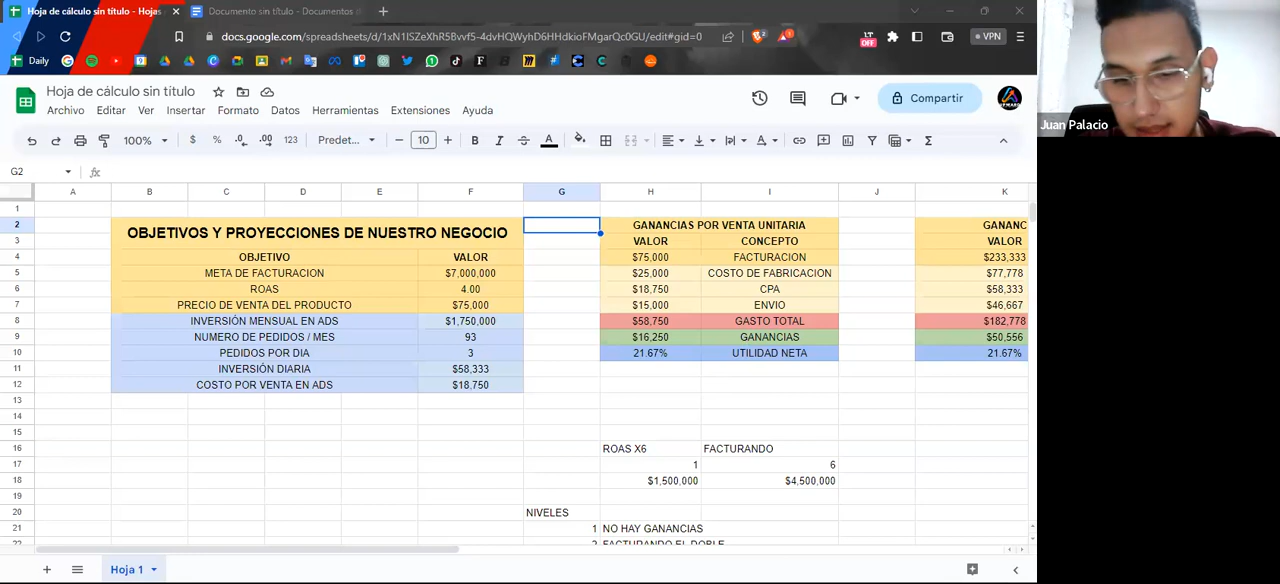 Hoja de cálculo sin título - Hojas
Documento sin título - Documentos
docs.google.com/spreadsheets/d/1xN1lSZeXhR5Bvvf5-4dvHQWyhD6HHdkioFMgarQc0GU/edit#gid=0
LT OFF
VPN
Daily
Hoja de cálculo sin título
Compartir
Archivo Editar Ver Insertar Formato Datos Herramientas Extensiones Ayuda
100% $ % .0 .00 123 Predet... 10 B I A Σ
G2 fx
A B C D E F G H I J K
1
2 OBJETIVOS Y PROYECCIONES DE NUESTRO NEGOCIO GANANCIAS POR VENTA UNITARIA GANANC
3 VALOR CONCEPTO VALOR
4 OBJETIVO VALOR $75,000 FACTURACION $233,333
5 META DE FACTURACION $7,000,000 $25,000 COSTO DE FABRICACION $77,778
6 ROAS 4.00 $18,750 CPA $58,333
7 PRECIO DE VENTA DEL PRODUCTO $75,000 $15,000 ENVIO $46,667
8 INVERSIÓN MENSUAL EN ADS $1,750,000 $58,750 GASTO TOTAL $182,778
9 NUMERO DE PEDIDOS / MES 93 $16,250 GANANCIAS $50,556
10 PEDIDOS POR DIA 3 21.67% UTILIDAD NETA 21.67%
11 INVERSIÓN DIARIA $58,333
12 COSTO POR VENTA EN ADS $18,750
13
14
15
16 ROAS X6 FACTURANDO
17 1 6
18 $1,500,000 $4,500,000
19
20 NIVELES
21 1 NO HAY GANANCIAS
22 2 FACTURANDO EL DOBLE
Hoja 1
Juan Palacio